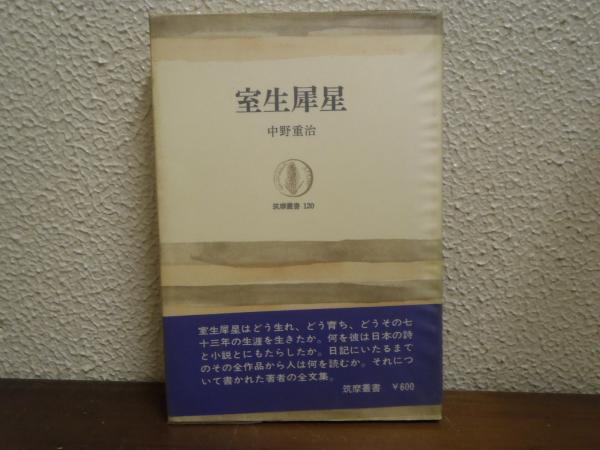 室生犀星
中野重治
筑摩叢書 120
室生犀星はどう生れ、どう育ち、どうその七
十三年の生涯を生きたか。何を彼は日本の詩
と小説とにもたらしたか。日記にいたるまで
のその全作品から人は何を読むか。それにつ
いて書かれた著者の全文集。
筑摩叢書 ￥600